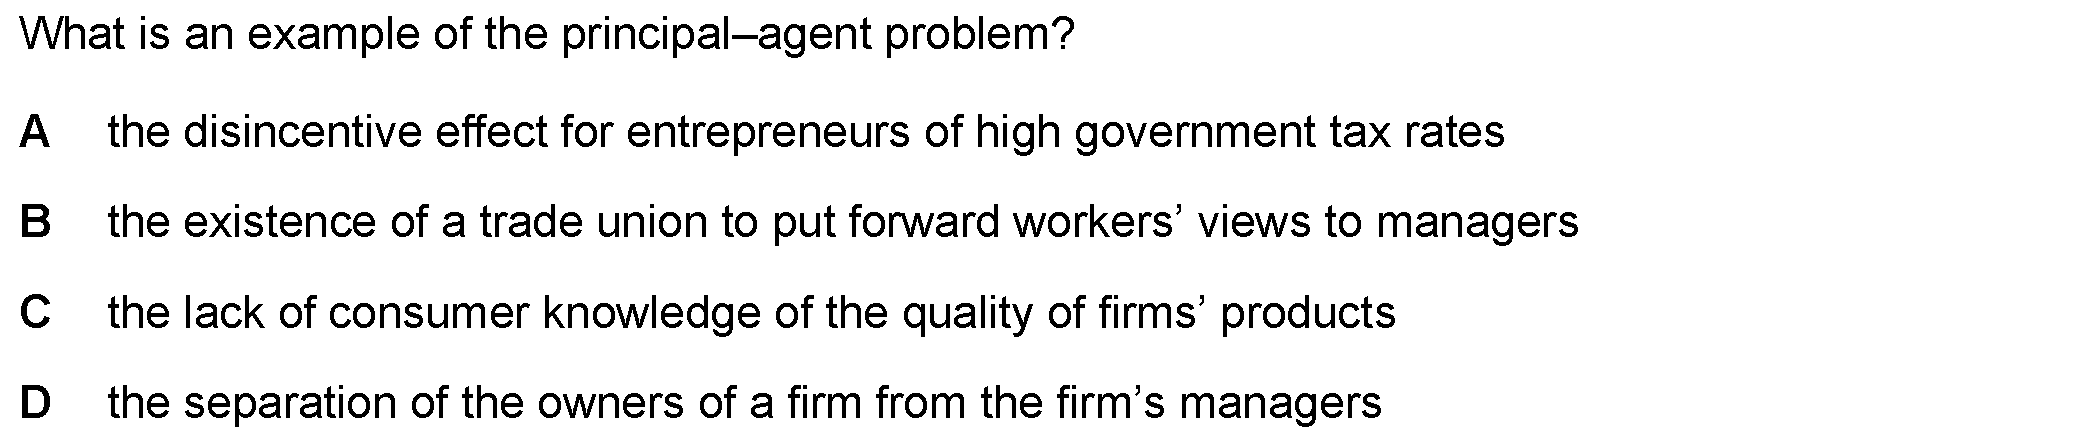 What is an example of the principal–agent problem?
A the disincentive effect for entrepreneurs of high government tax rates
B the existence of a trade union to put forward workers’ views to managers
C the lack of consumer knowledge of the quality of firms’ products
D the separation of the owners of a firm from the firm’s managers